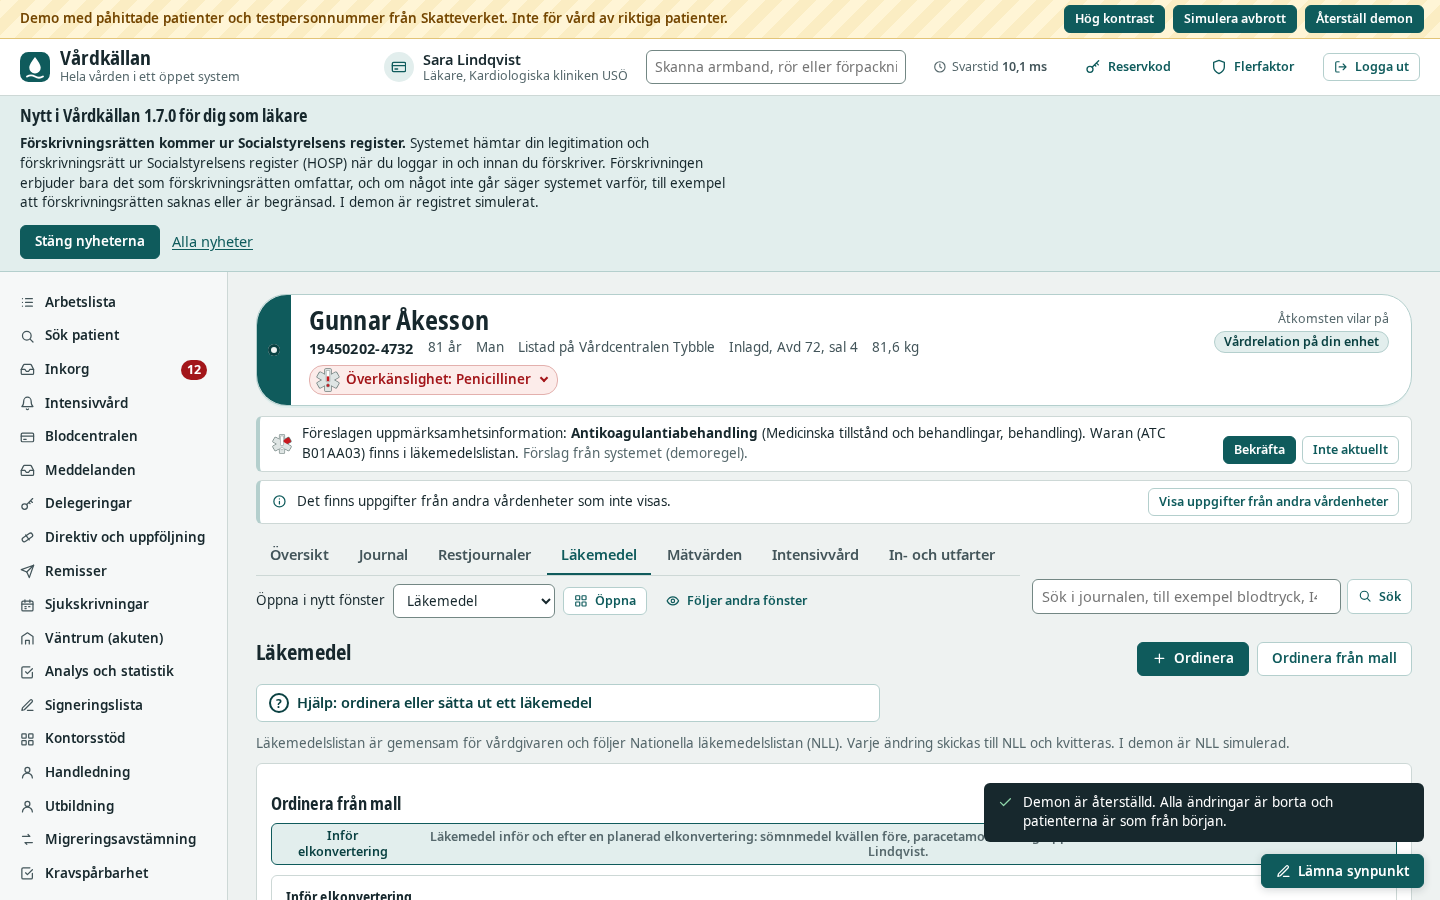 Demo med påhittade patienter och testpersonnummer från Skatteverket. Inte för vård av riktiga patienter.
Hög kontrast
Simulera avbrott
Återställ demon
Vårdkällan
Hela vården i ett öppet system
Sara Lindqvist
Läkare, Kardiologiska kliniken USÖ
Skanna armband, rör eller förpackni
Svarstid 10,1 ms
Reservkod
Flerfaktor
Logga ut
Nytt i Vårdkällan 1.7.0 för dig som läkare
Förskrivningsrätten kommer ur Socialstyrelsens register. Systemet hämtar din legitimation och
förskrivningsrätt ur Socialstyrelsens register (HOSP) när du loggar in och innan du förskriver. Förskrivningen
erbjuder bara det som förskrivningsrätten omfattar, och om något inte går säger systemet varför, till exempel
att förskrivningsrätten saknas eller är begränsad. I demon är registret simulerat.
Stäng nyheterna
Alla nyheter
Arbetslista
Sök patient
Inkorg
12
Intensivvård
Blodcentralen
Meddelanden
Delegeringar
Direktiv och uppföljning
Remisser
Sjukskrivningar
Väntrum (akuten)
Analys och statistik
Signeringslista
Kontorsstöd
Handledning
Utbildning
Migreringsavstämning
Kravspårbarhet
Gunnar Åkesson
19450202-4732
81 år
Man
Listad på Vårdcentralen Tybble
Inlagd, Avd 72, sal 4
81,6 kg
Överkänslighet: Penicilliner
Åtkomsten vilar på
Vårdrelation på din enhet
Föreslagen uppmärksamhetsinformation: Antikoagulantiabehandling (Medicinska tillstånd och behandlingar, behandling). Waran (ATC
B01AA03) finns i läkemedelslistan. Förslag från systemet (demoregel).
Bekräfta
Inte aktuellt
Det finns uppgifter från andra vårdenheter som inte visas.
Visa uppgifter från andra vårdenheter
Översikt
Journal
Restjournaler
Läkemedel
Mätvärden
Intensivvård
In- och utfarter
Öppna i nytt fönster
Läkemedel
Öppna
Följer andra fönster
Sök i journalen, till exempel blodtryck, I4
Sök
Läkemedel
Ordinera
Ordinera från mall
Hjälp: ordinera eller sätta ut ett läkemedel
Läkemedelslistan är gemensam för vårdgivaren och följer Nationella läkemedelslistan (NLL). Varje ändring skickas till NLL och kvitteras. I demon är NLL simulerad.
Ordinera från mall
Inför
elkonvertering
Läkemedel inför och efter en planerad elkonvertering: sömnmedel kvällen före, paracetamo
Lindqvist.
Inför elkonvertering
Demon är återställd. Alla ändringar är borta och
patienterna är som från början.
Lämna synpunkt